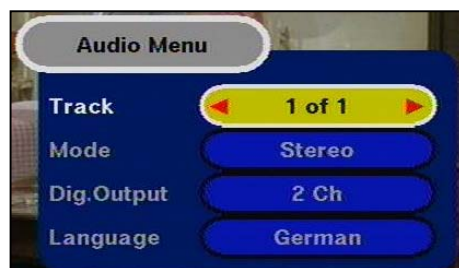 Audio Menu
Track 1 of 1
Mode Stereo
Dig.Output 2 Ch
Language German